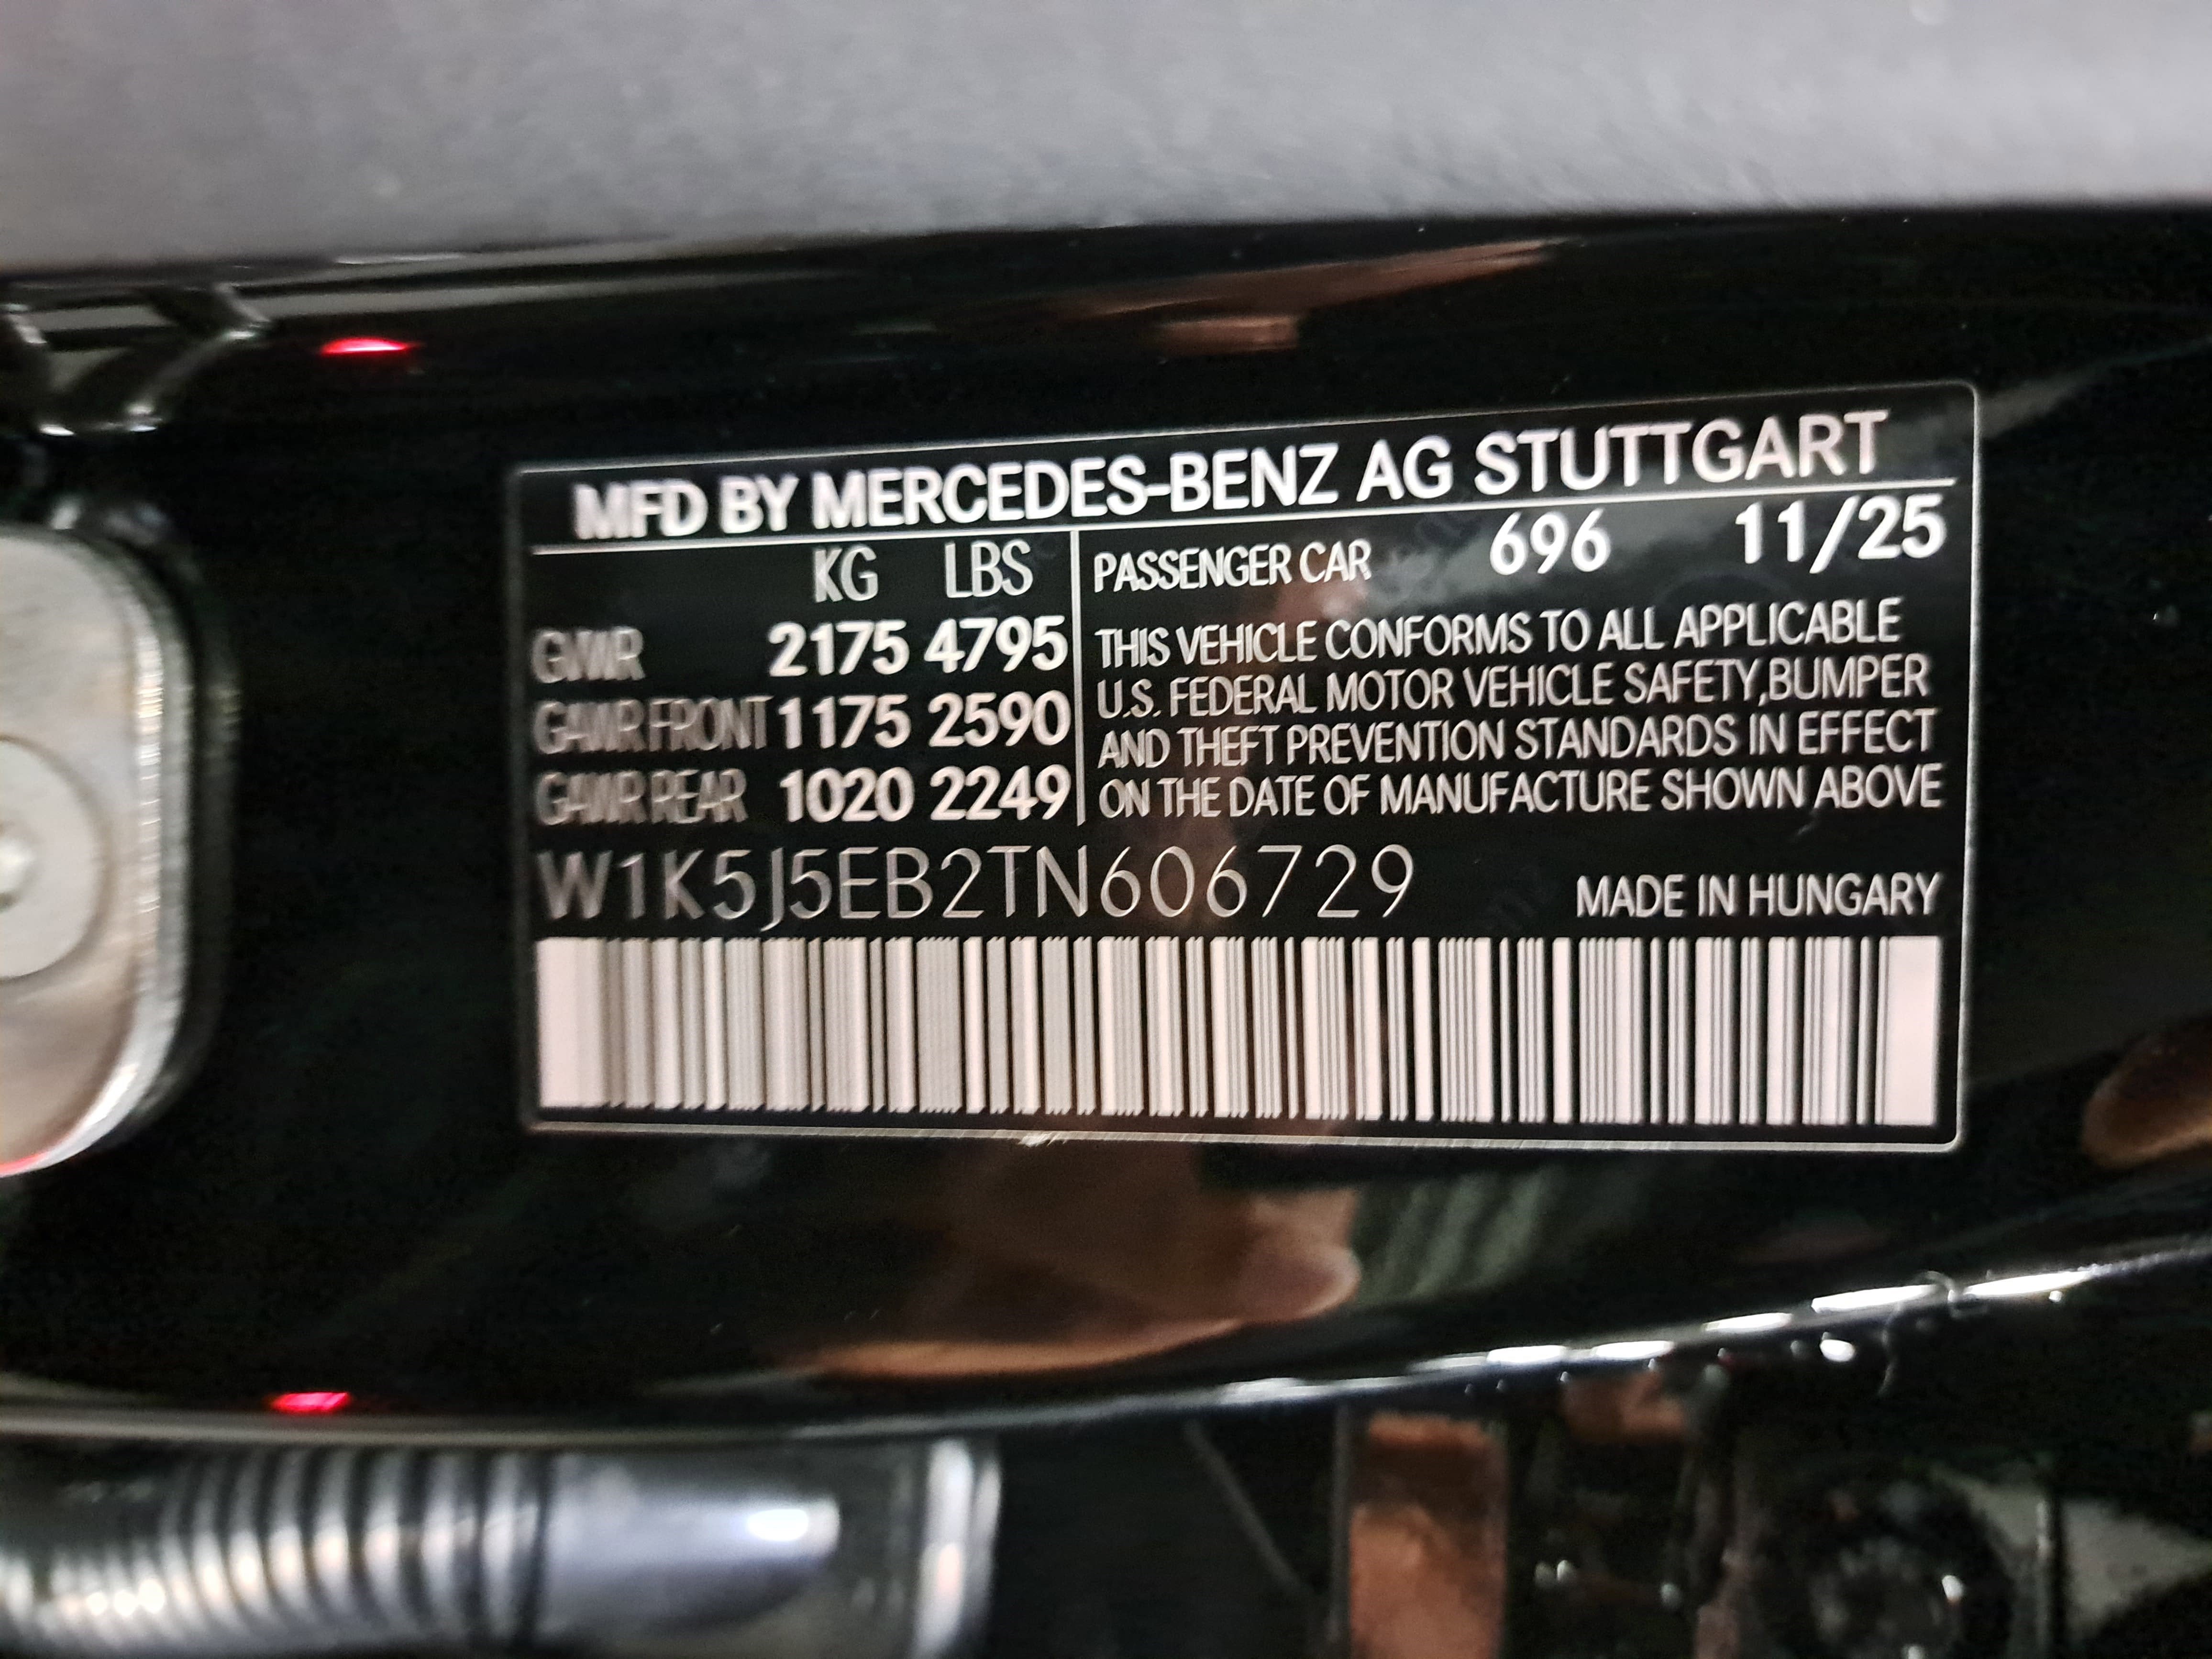 MFD BY MERCEDES-BENZ AG STUTTGART
KG LBS
GVWR 2175 4795
GAWR FRONT 1175 2590
GAWR REAR 1020 2249
PASSENGER CAR 696 11/25
THIS VEHICLE CONFORMS TO ALL APPLICABLE
U.S. FEDERAL MOTOR VEHICLE SAFETY,BUMPER
AND THEFT PREVENTION STANDARDS IN EFFECT
ON THE DATE OF MANUFACTURE SHOWN ABOVE
W1K5J5EB2TN606729
MADE IN HUNGARY